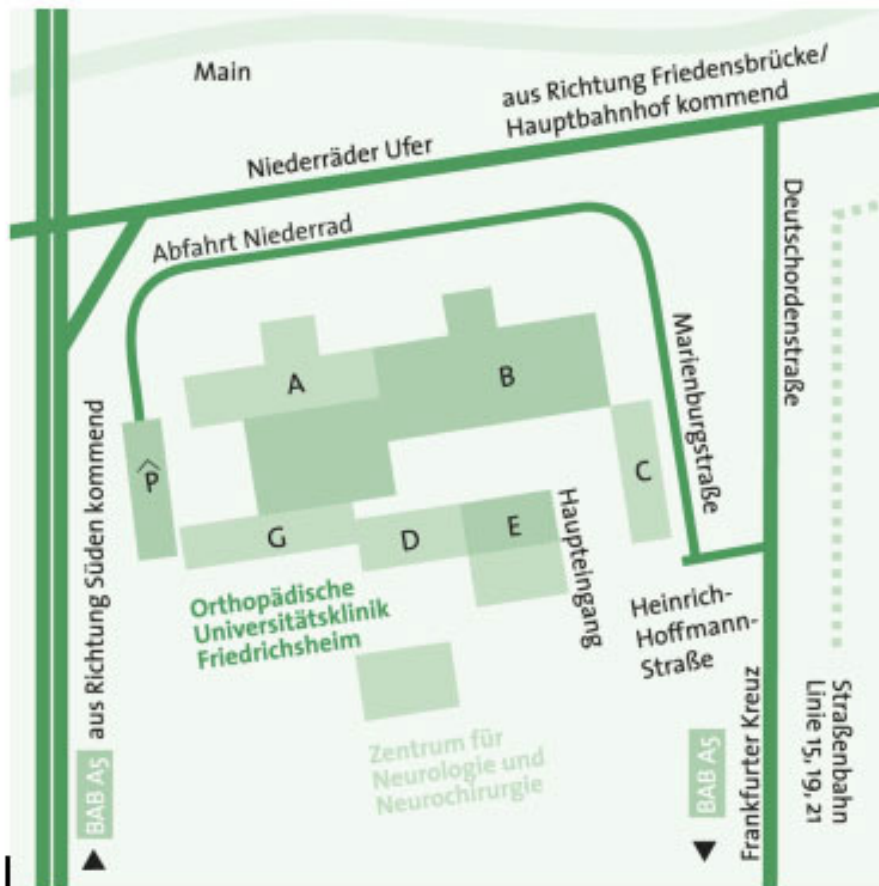 Main
aus Richtung Friedensbrücke/
Hauptbahnhof kommend
Niederräder Ufer
Abfahrt Niederrad
Deutschordenstraße
Marienburgstraße
A
B
C
P
G
D
E
Haupteingang
aus Richtung Süden kommend
BAB A5
Orthopädische
Universitätsklinik
Friedrichsheim
Heinrich-
Hoffmann-
Straße
Zentrum für
Neurologie und
Neurochirurgie
BAB A5
Frankfurter Kreuz
Straßenbahn
Linie 15, 19, 21